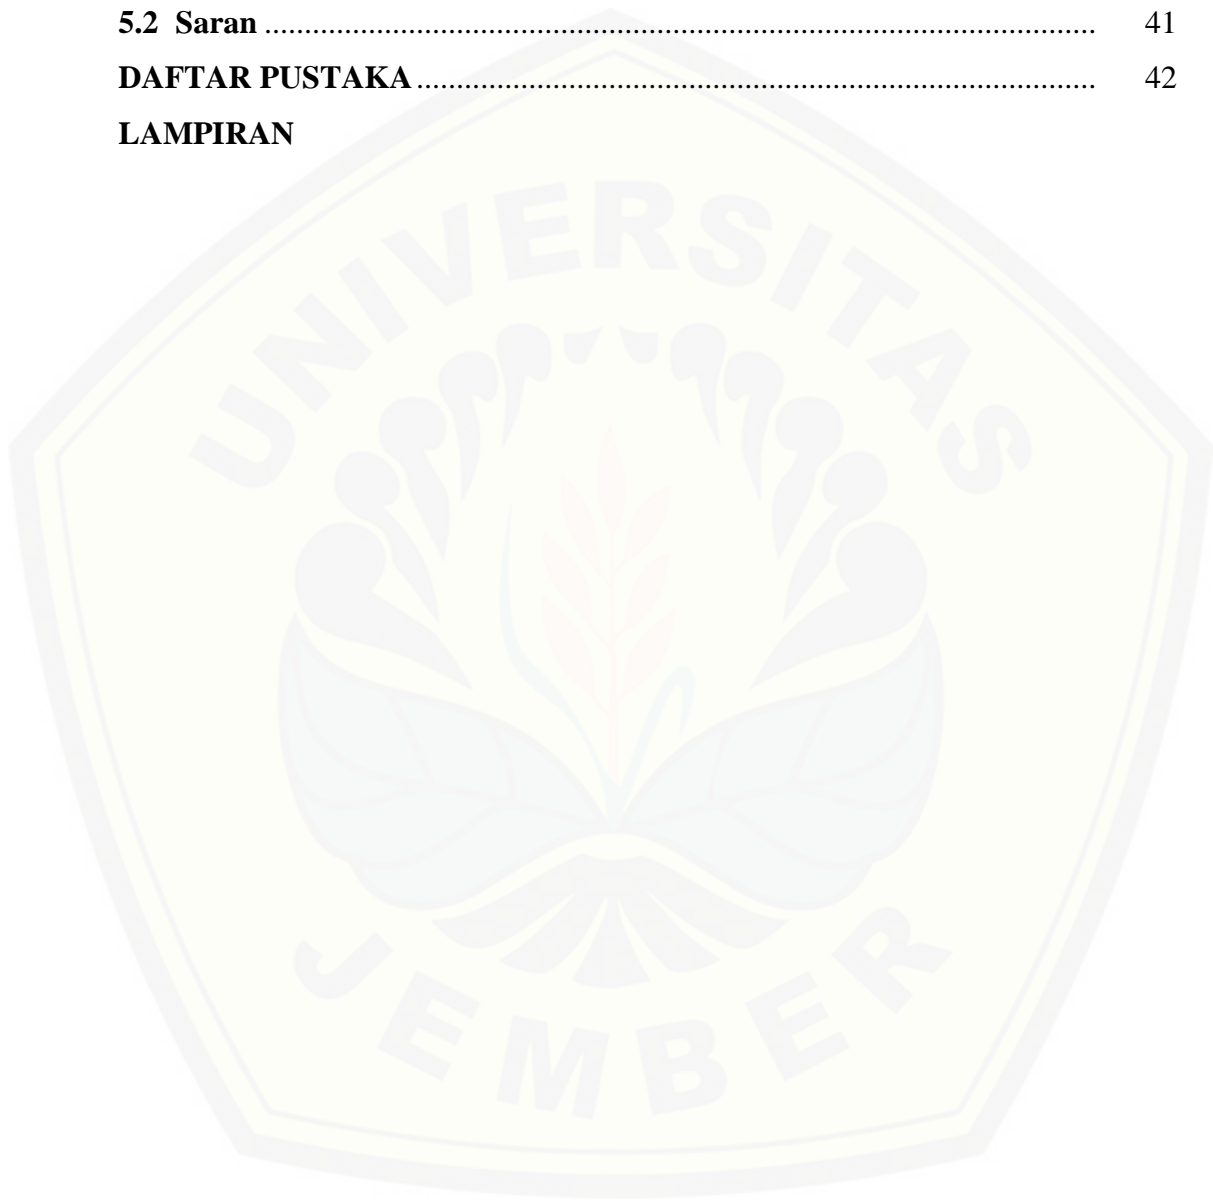 5.2 Saran ........................................................................................ 41
DAFTAR PUSTAKA ........................................................................ 42
LAMPIRAN
UNIVERSITAS
JEMBER